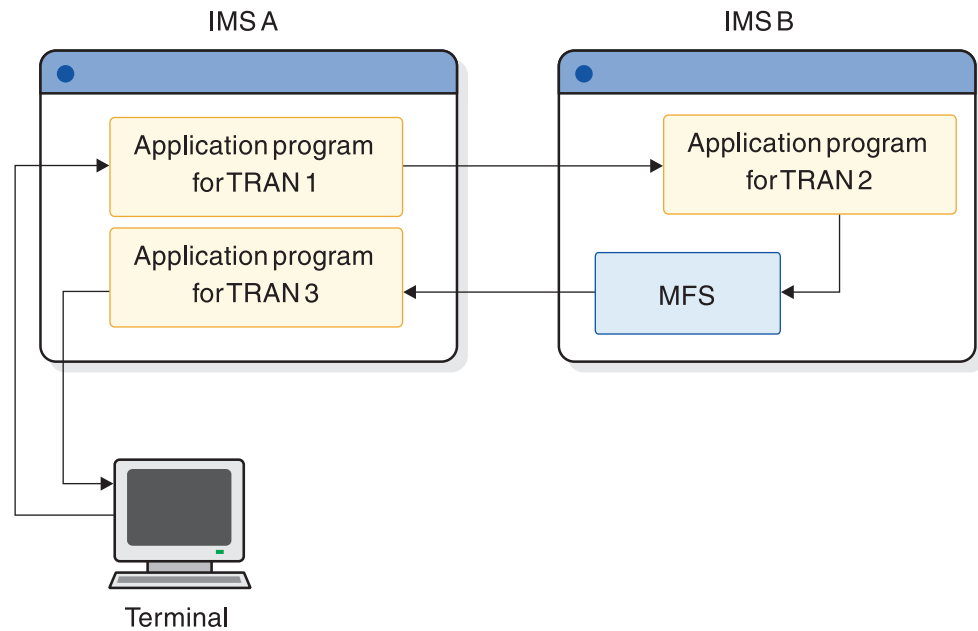 IMS A
IMS B
Application program
for TRAN 1
Application program
for TRAN 2
Application program
for TRAN 3
MFS
Terminal